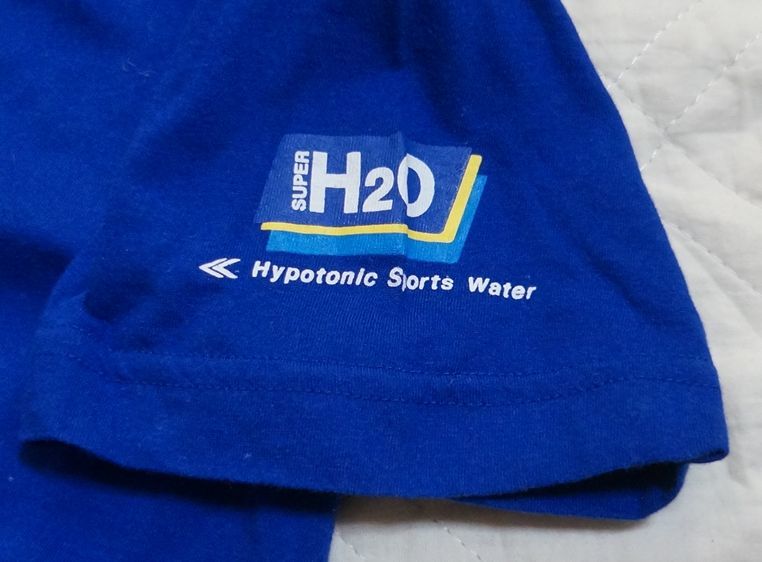 SUPER
H2O
Hypotonic Sports Water